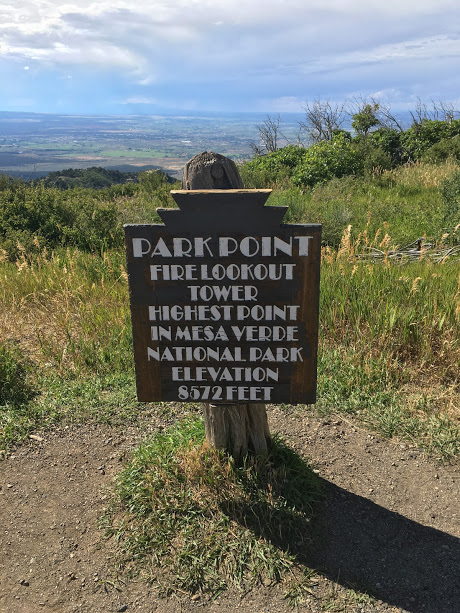 PARK POINT
FIRE LOOKOUT
TOWER
HIGHEST POINT
IN MESA VERDE
NATIONAL PARK
ELEVATION
8572 FEET